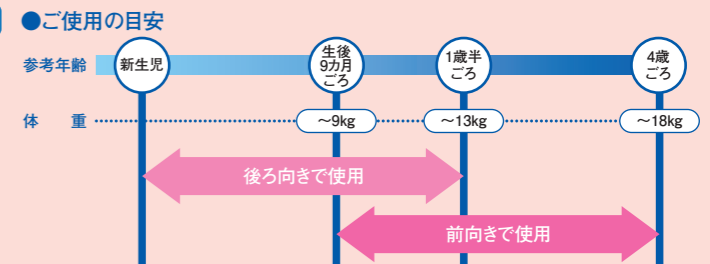 ●ご使用の目安
参考年齢
新生児
生後
9カ月
ごろ
1歳半
ごろ
4歳
ごろ
体 重
～9kg
～13kg
～18kg
後ろ向きで使用
前向きで使用